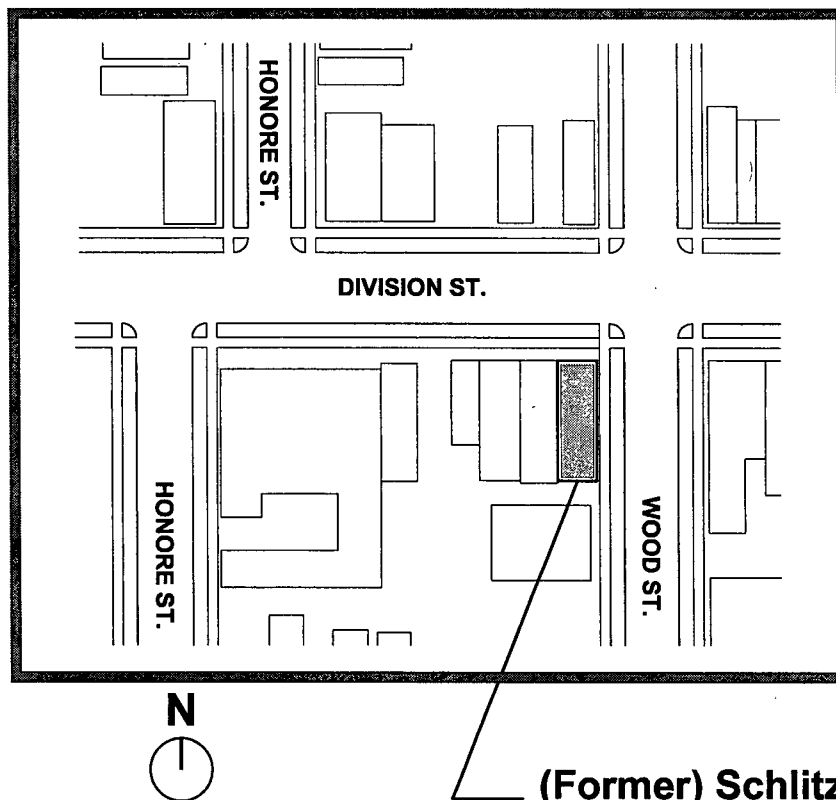 HONORE ST.
DIVISION ST.
HONORE ST.
WOOD ST.
N
(Former) Schlitz